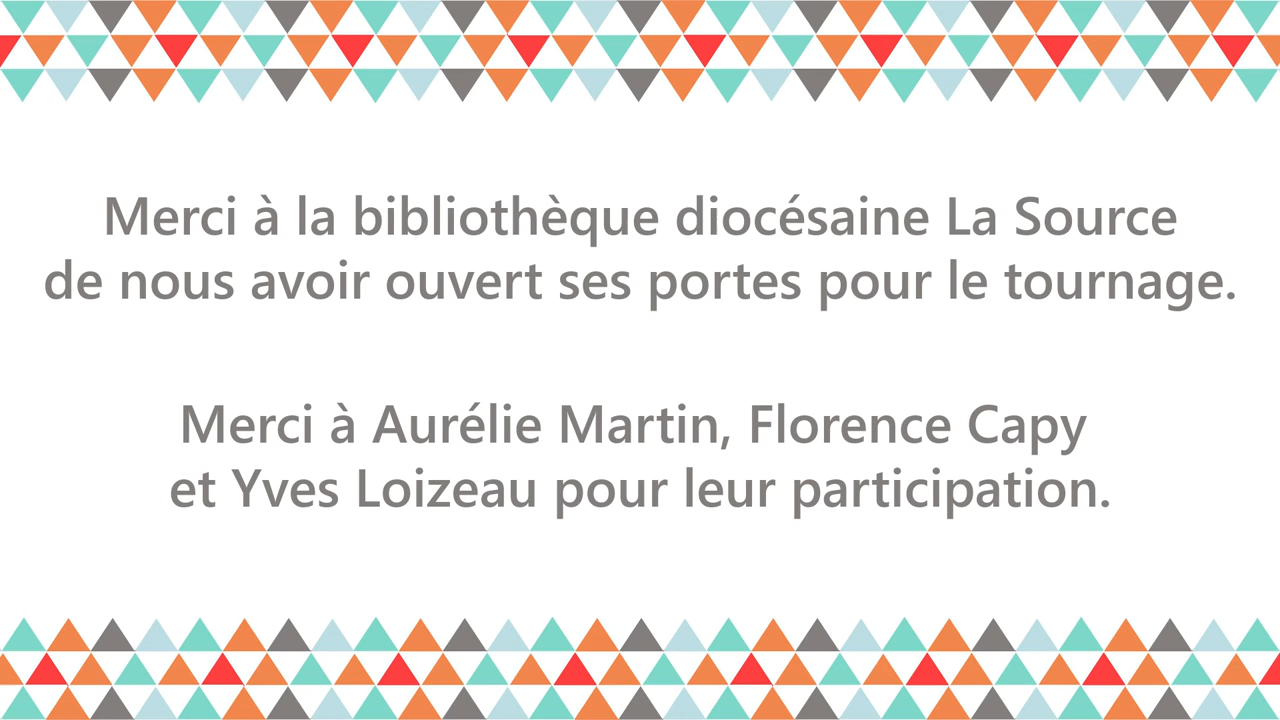 Merci à la bibliothèque diocésaine La Source
de nous avoir ouvert ses portes pour le tournage.
Merci à Aurélie Martin, Florence Capy
et Yves Loizeau pour leur participation.